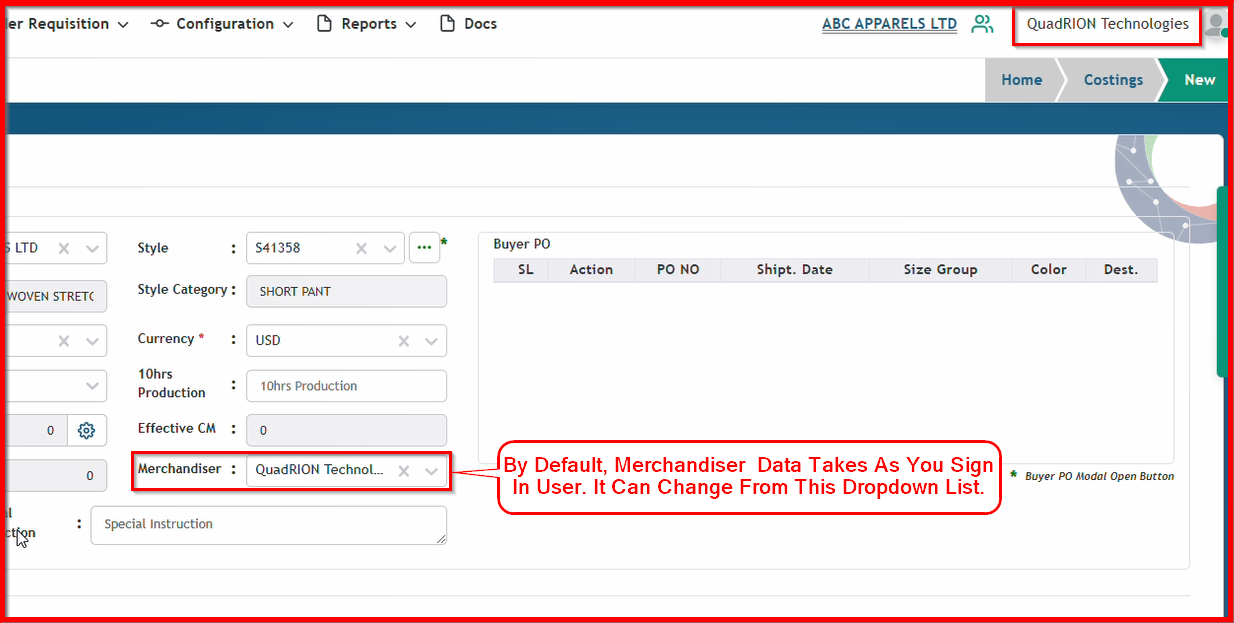 er Requisition Configuration Reports Docs ABC APPARELS LTD QuadRION Technologies
Home Costings New
S LTD Style : S41358 ••• *
Buyer PO
SL Action PO NO Shipt. Date Size Group Color Dest.
WOVEN STRETC Style Category : SHORT PANT
Currency * : USD
10hrs
Production : 10hrs Production
0 Effective CM : 0
0 Merchandiser : QuadRION Technol...
By Default, Merchandiser Data Takes As You Sign
In User. It Can Change From This Dropdown List.
* Buyer PO Modal Open Button
al
ction : Special Instruction